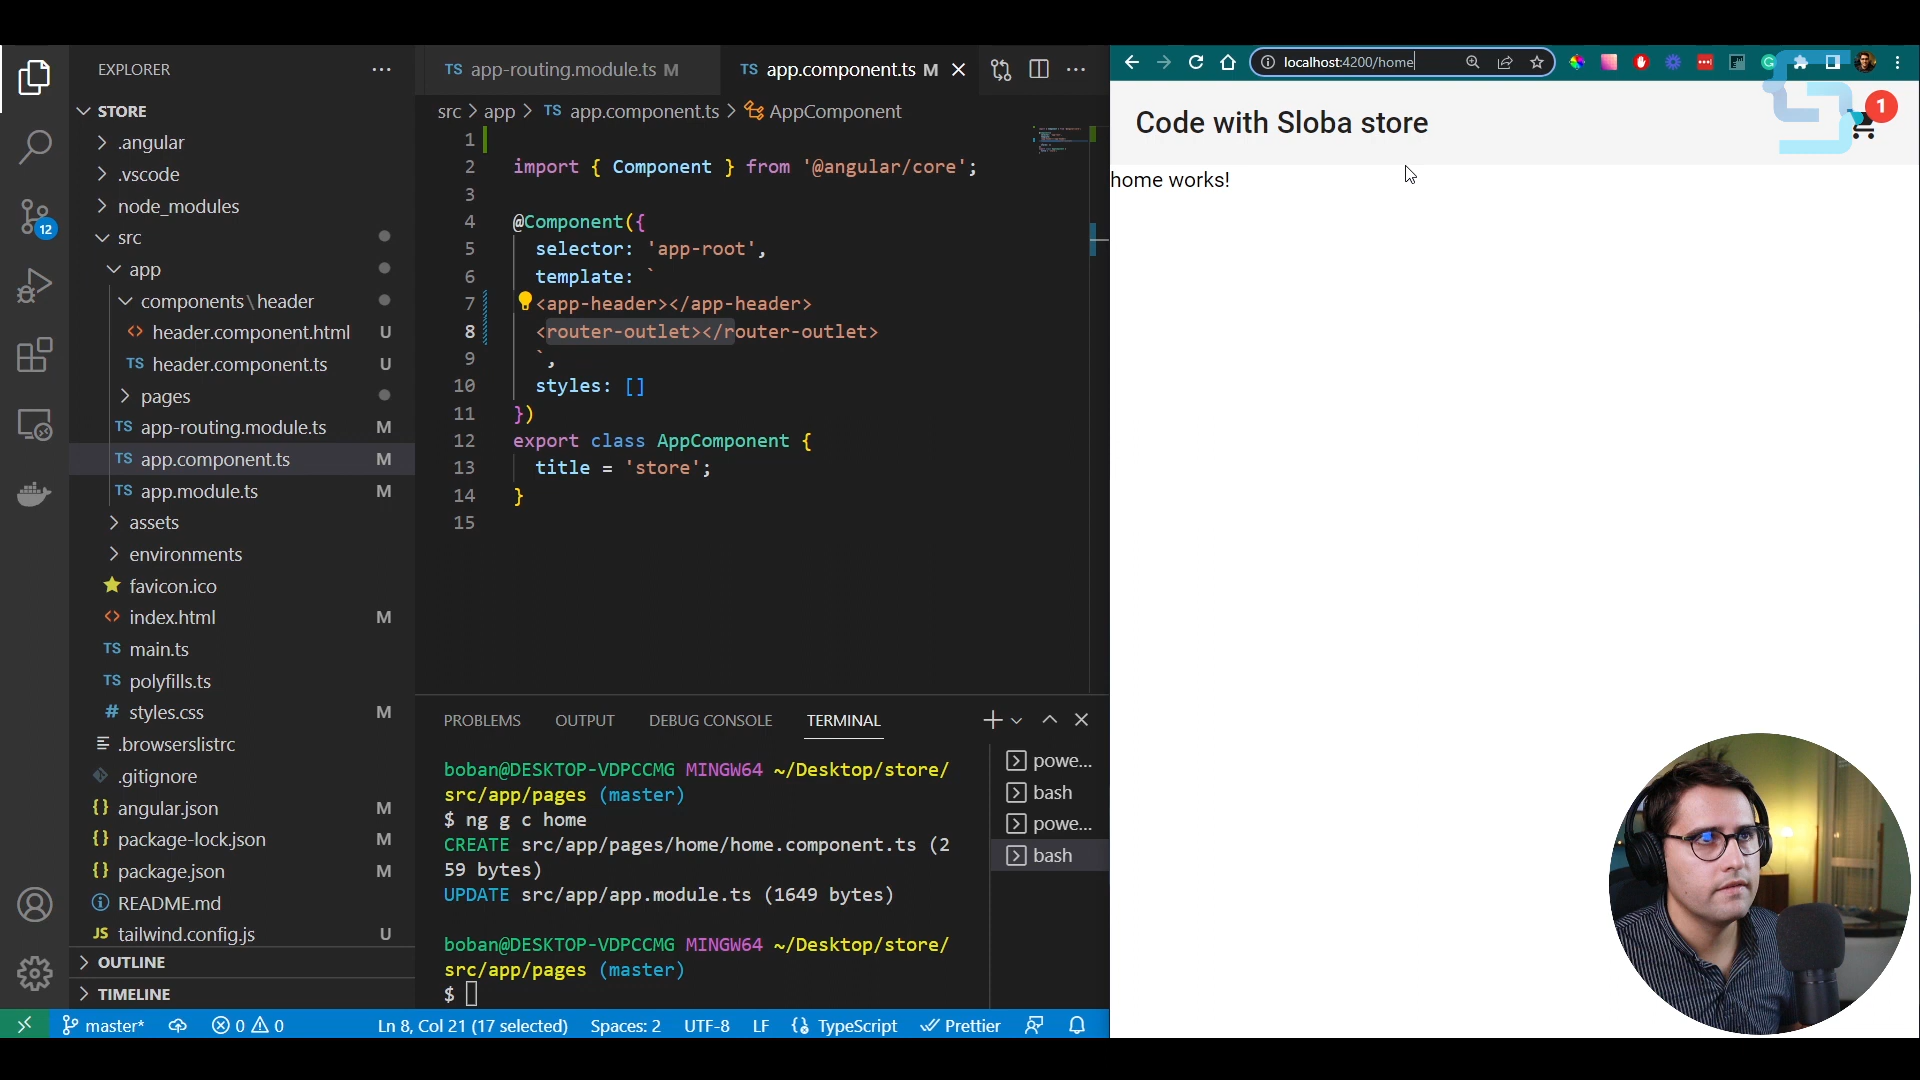 EXPLORER
STORE
.angular
.vscode
node_modules
src
app
components\header
header.component.html U
TS header.component.ts U
pages
TS app-routing.module.ts M
TS app.component.ts M
TS app.module.ts M
assets
environments
favicon.ico
index.html M
TS main.ts
TS polyfills.ts
# styles.css M
.browserslistrc
.gitignore
{} angular.json M
{} package-lock.json M
{} package.json M
README.md
JS tailwind.config.js U
OUTLINE
TIMELINE
12
TS app-routing.module.ts M
TS app.component.ts M
src > app > TS app.component.ts > AppComponent
1
2 import { Component } from '@angular/core';
3
4 @Component({
5 selector: 'app-root',
6 template: `
7 <app-header></app-header>
8 <router-outlet></router-outlet>
9 `,
10 styles: []
11 })
12 export class AppComponent {
13 title = 'store';
14 }
15
PROBLEMS OUTPUT DEBUG CONSOLE TERMINAL
boban@DESKTOP-VDPCCMG MINGW64 ~/Desktop/store/
src/app/pages (master)
$ ng g c home
CREATE src/app/pages/home/home.component.ts (2
59 bytes)
UPDATE src/app/app.module.ts (1649 bytes)
boban@DESKTOP-VDPCCMG MINGW64 ~/Desktop/store/
src/app/pages (master)
$
powe...
bash
powe...
bash
master* 0 0 Ln 8, Col 21 (17 selected) Spaces: 2 UTF-8 LF {} TypeScript Prettier
localhost:4200/home
Code with Sloba store
1
home works!